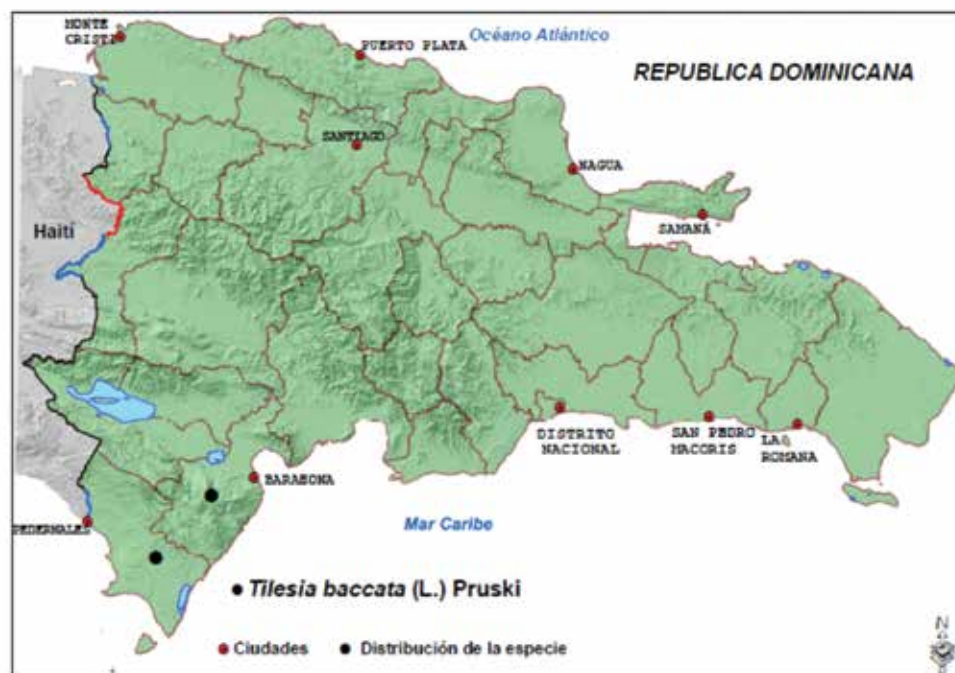 MONTE
CRISTI
PUERTO PLATA
Océano Atlántico
REPUBLICA DOMINICANA
SANTIAGO
NAGUA
Haití
SAMANÁ
DISTRITO
NACIONAL
SAN PEDRO
MACORIS
LA
ROMANA
BARAHONA
PEDERNALES
Mar Caribe
Tilesia baccata (L.) Pruski
Ciudades
Distribución de la especie
N